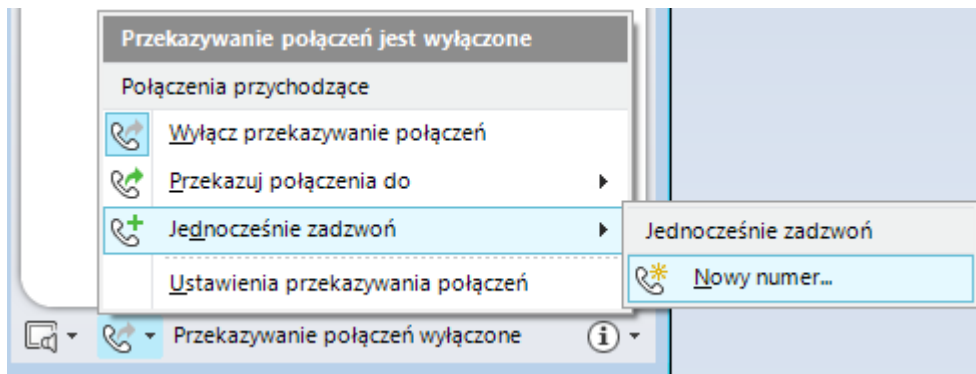 Przekazywanie połączeń jest wyłączone
Połączenia przychodzące
Wyłącz przekazywanie połączeń
Przekazuj połączenia do
Jednocześnie zadzwoń
Jednocześnie zadzwoń
Nowy numer...
Ustawienia przekazywania połączeń
Przekazywanie połączeń wyłączone